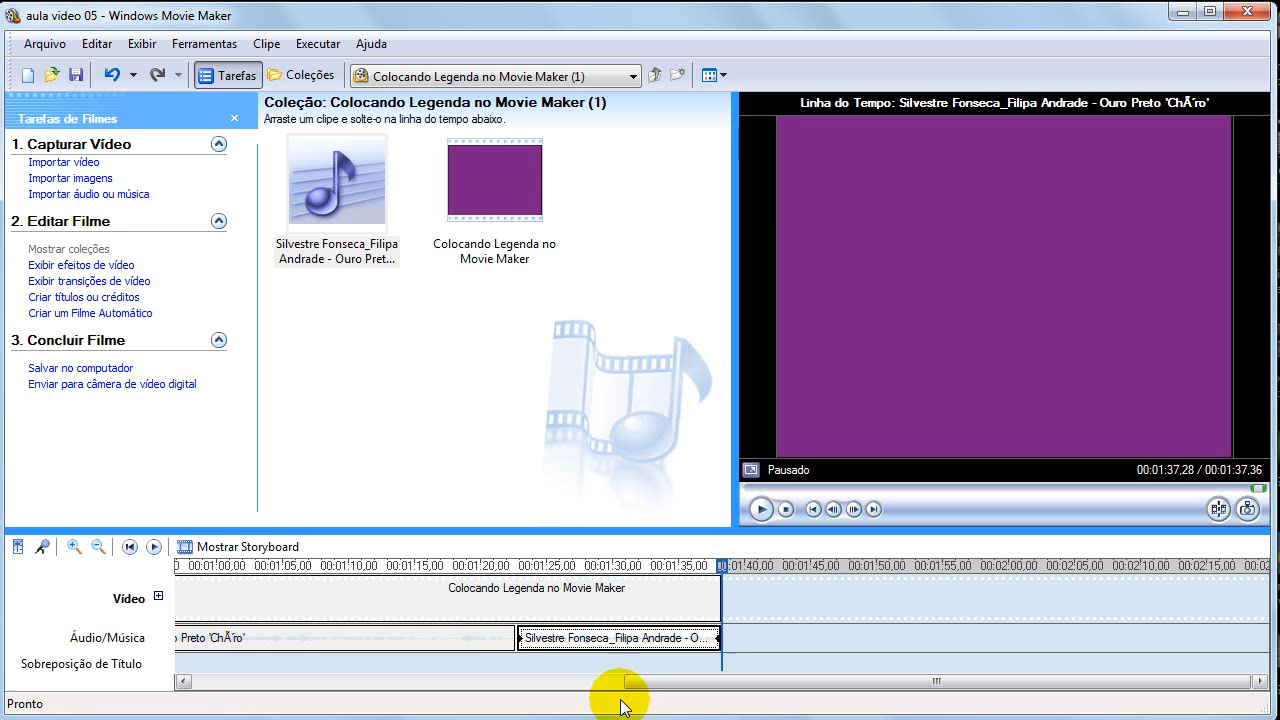 aula video 05 - Windows Movie Maker
Arquivo Editar Exibir Ferramentas Clipe Executar Ajuda
Tarefas Coleções Colocando Legenda no Movie Maker (1)
Tarefas de Filmes
1. Capturar Vídeo
Importar vídeo
Importar imagens
Importar áudio ou música
2. Editar Filme
Mostrar coleções
Exibir efeitos de vídeo
Exibir transições de vídeo
Criar títulos ou créditos
Criar um Filme Automático
3. Concluir Filme
Salvar no computador
Enviar para câmera de vídeo digital
Coleção: Colocando Legenda no Movie Maker (1)
Arraste um clipe e solte-o na linha do tempo abaixo.
Silvestre Fonseca_Filipa
Andrade - Ouro Pret...
Colocando Legenda no
Movie Maker
Linha do Tempo: Silvestre Fonseca_Filipa Andrade - Ouro Preto 'ChÃ´ro'
Pausado 00:01:37,28 / 00:01:37,36
Mostrar Storyboard
0 00:01:00,00 00:01:05,00 00:01:10,00 00:01:15,00 00:01:20,00 00:01:25,00 00:01:30,00 00:01:35,00 00:01:40,00 00:01:45,00 00:01:50,00 00:01:55,00 00:02:00,00 00:02:05,00 00:02:10,00 00:02:15,00 00:02
Vídeo Colocando Legenda no Movie Maker
Áudio/Música o Preto 'ChÃ´ro' Silvestre Fonseca_Filipa Andrade - O...
Sobreposição de Título
Pronto